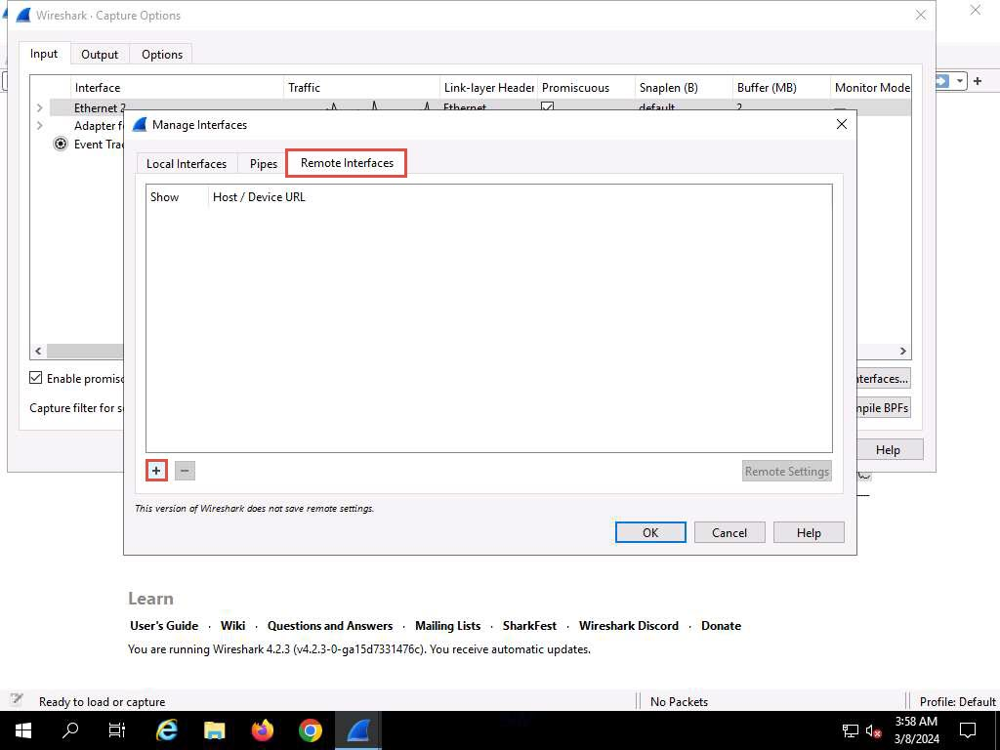 Wireshark · Capture Options
Input Output Options
Interface Traffic Link-layer Header Promiscuous Snaplen (B) Buffer (MB) Monitor Mode
Ethernet 2 Ethernet default 2
Adapter
Manage Interfaces
Event
Local Interfaces Pipes Remote Interfaces
Show Host / Device URL
Enable
Capture filter for
nterfaces...
BPFs
Help
+ − Remote Settings
This version of Wireshark does not save remote settings.
OK Cancel Help
Learn
User's Guide · Wiki · Questions and Answers · Mailing Lists · SharkFest · Wireshark Discord · Donate
You are running Wireshark 4.2.3 (v4.2.3-0-ga15d7331476c). You receive automatic updates.
Ready to load or capture No Packets Profile: Default
3:58 AM
3/8/2024